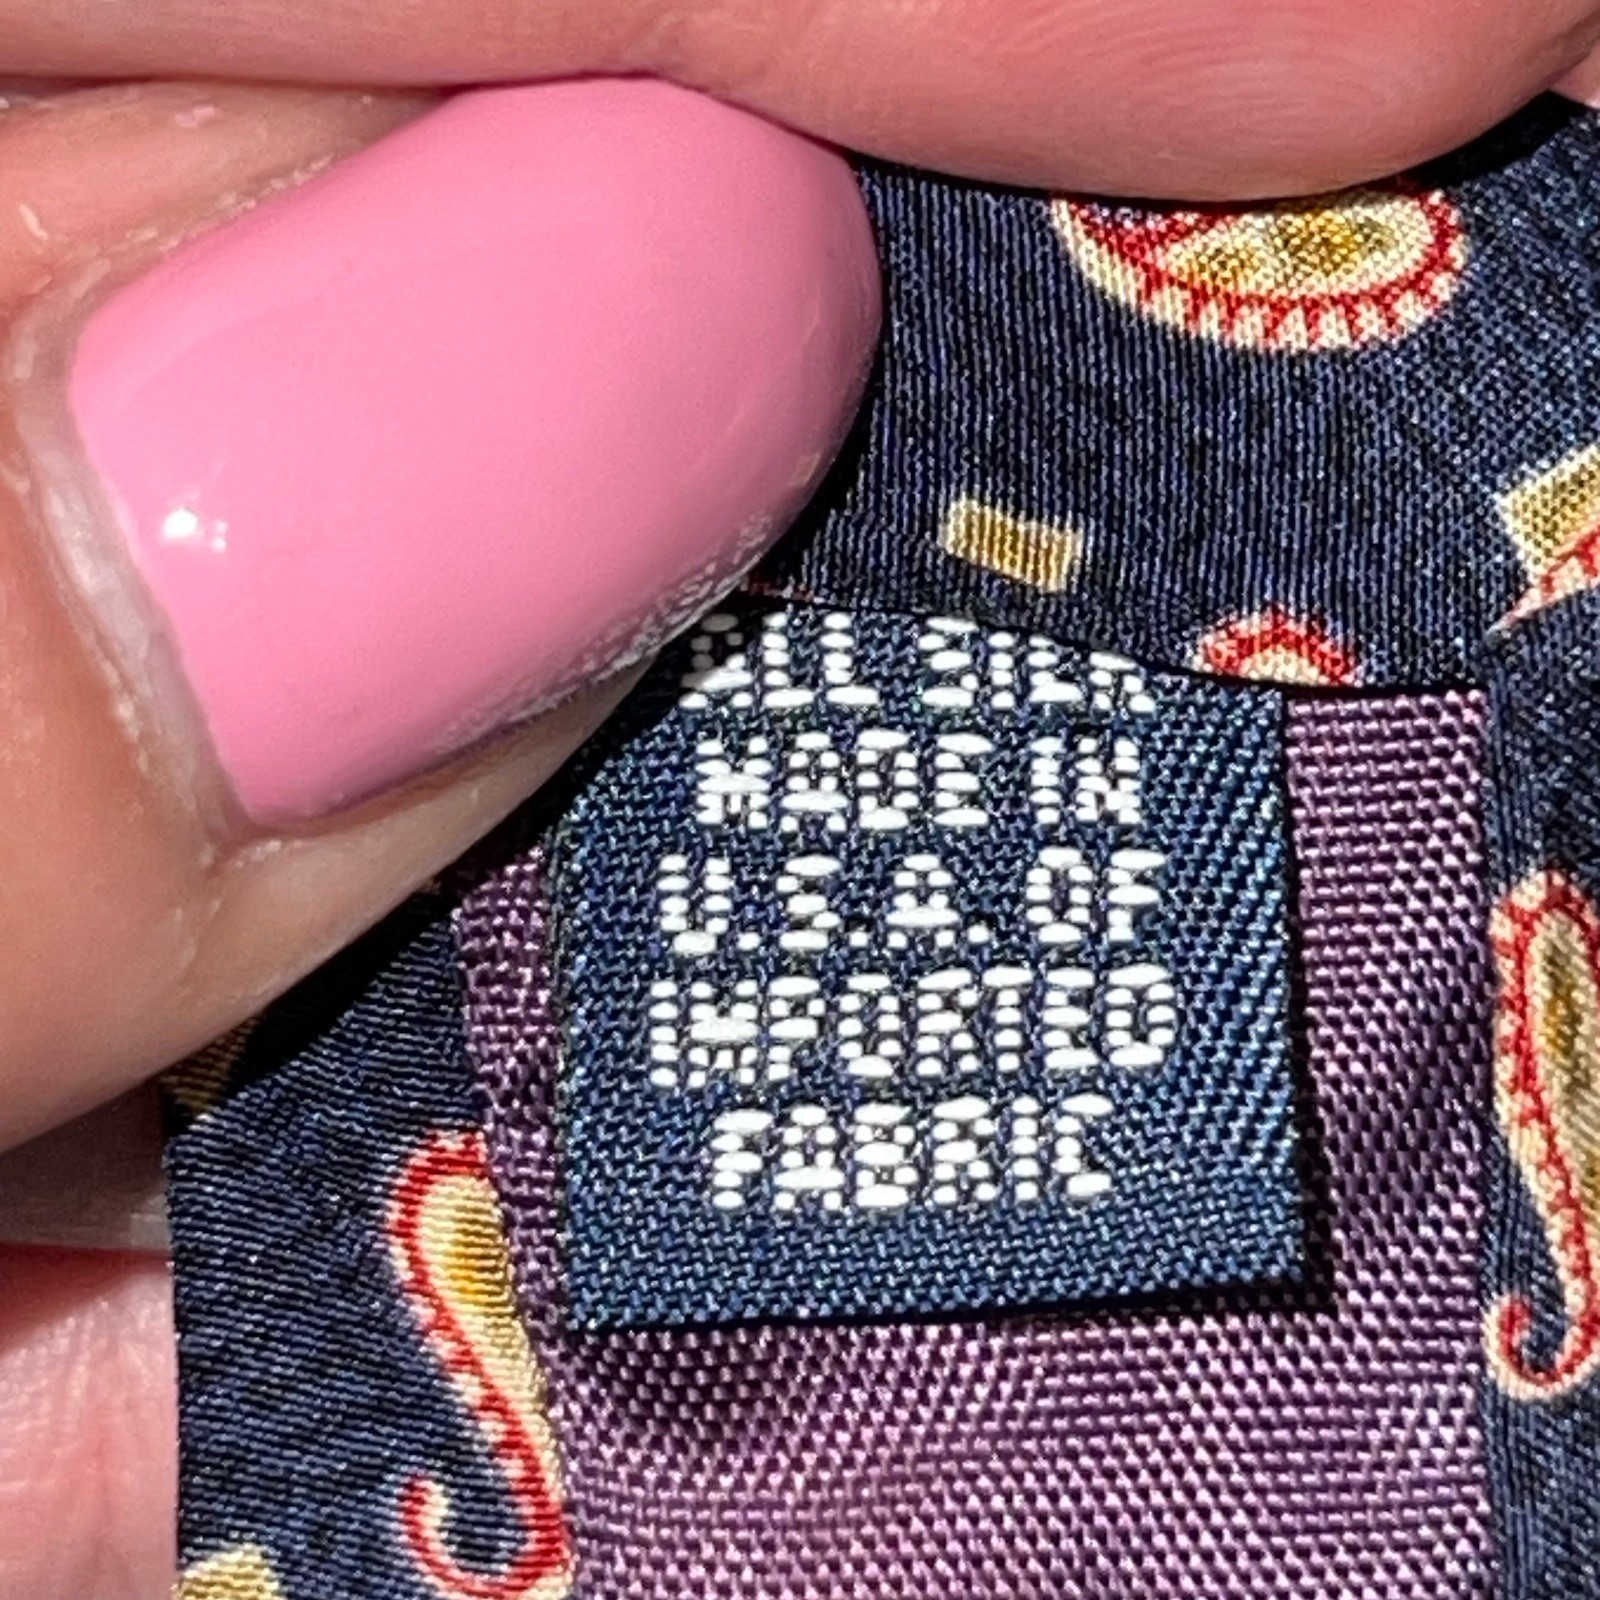 ALL SILK
MADE IN
U.S.A. OF
IMPORTED
FABRIC